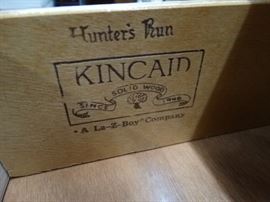 Hunter's Run
KINCAID
SOLID WOOD
SINCE 1946
• A La-Z-Boy® Company